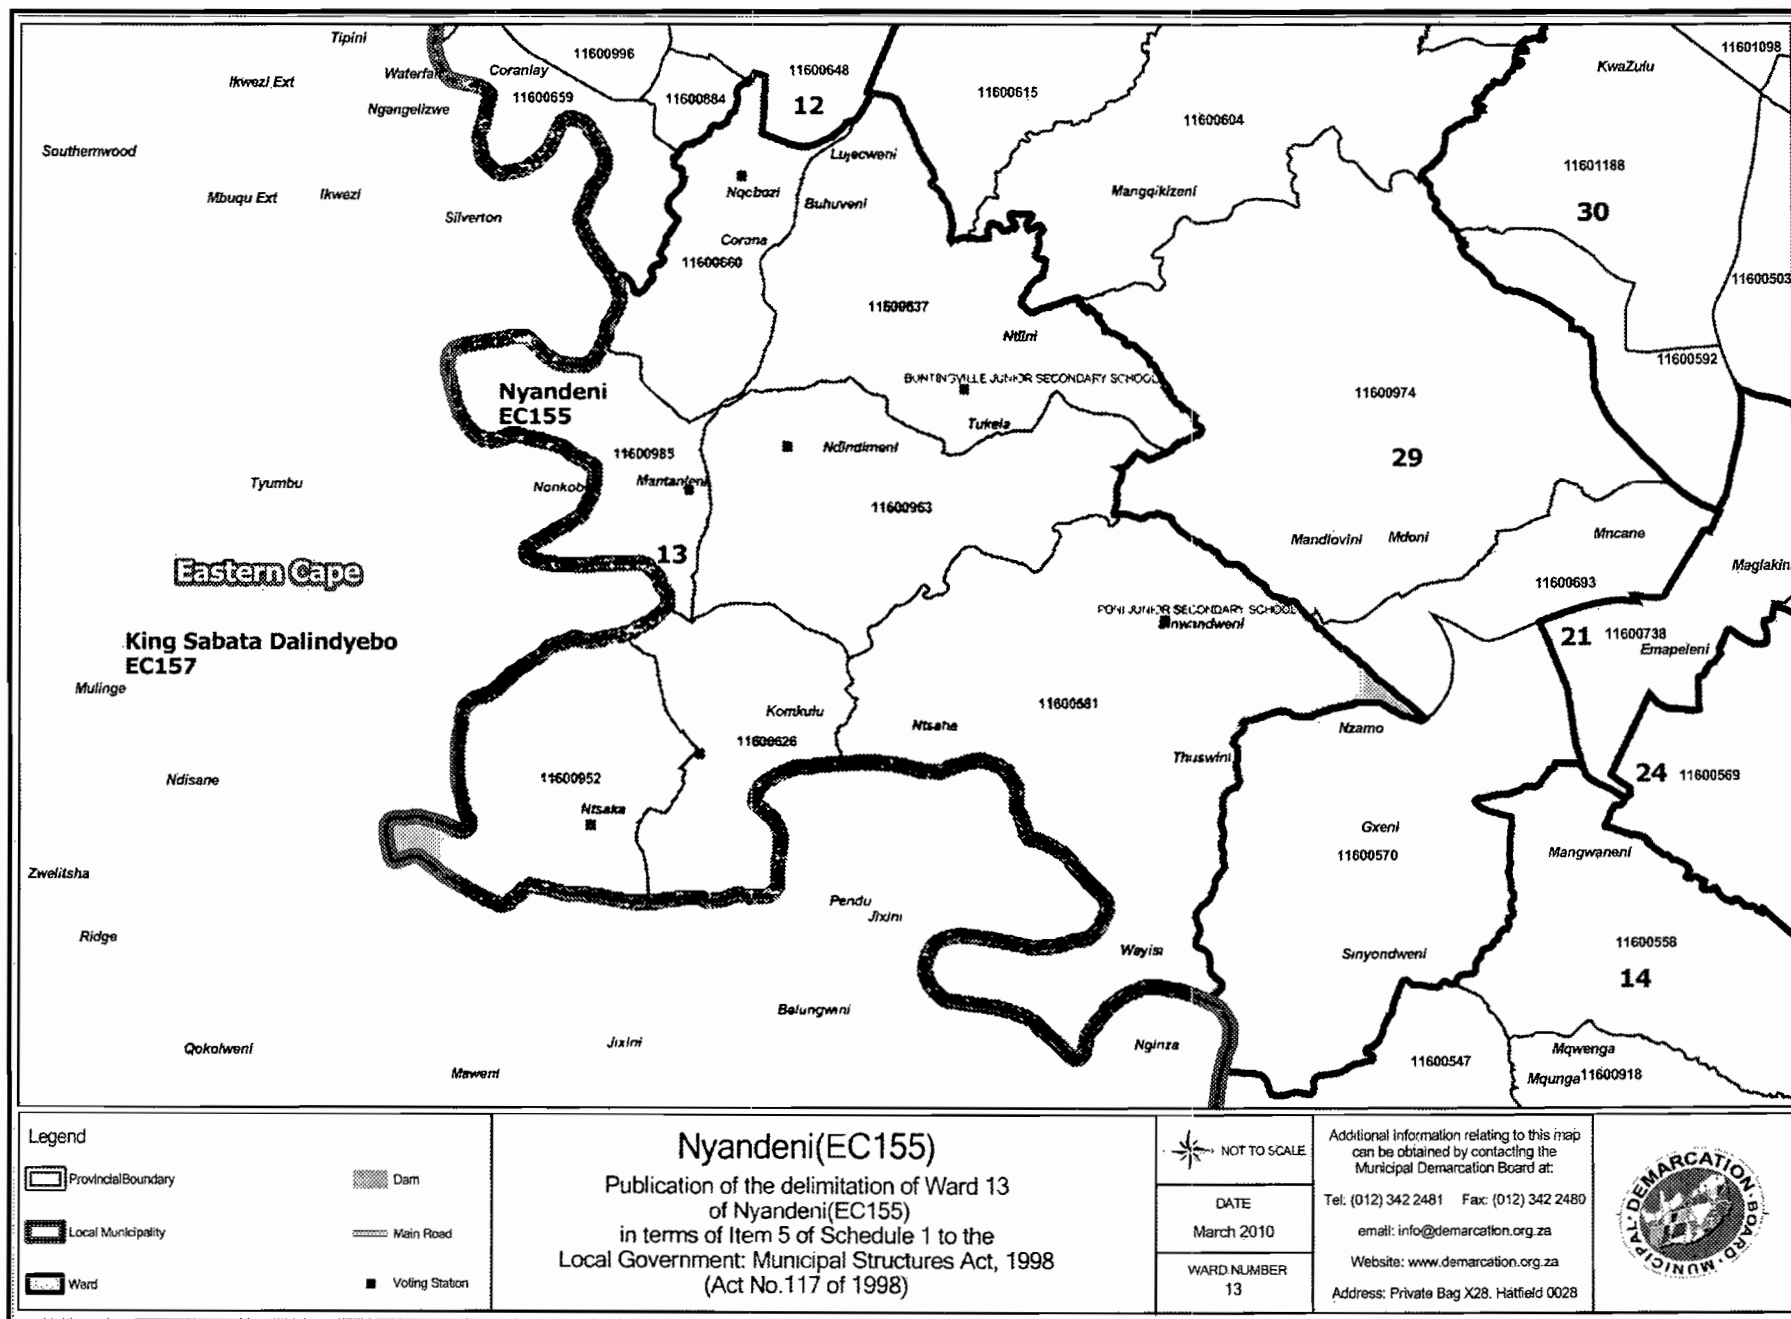 Tipini
11600996
11601098
Ikwezi Ext
Waterfall
Coranlay
11600648
KwaZulu
11600659
11600884
12
11600615
Ngangelizwe
11600604
Southernwood
Lujecweni
11601188
Mbuqu Ext
Ikwezi
Nqcbozi
Buhuveni
Mangqikizeni
30
Silverton
Corana
11600660
11600503
11600637
Ntlini
11600592
BUNTINGVILLE JUNIOR SECONDARY SCHOOL
11600974
Nyandeni
EC155
Tukela
Ndindimeni
11600985
29
Tyumbu
Nonkob
Mantanjeni
11600963
13
Mandlovini
Mdoni
Mncane
Eastern Cape
11600693
Maglakin
King Sabata Dalindyebo
EC157
JUNIOR SECONDARY SCHOOL
21
11600738
Emapeleni
Mulinge
Komkulu
11600626
Ntsaha
11600681
Nzamo
Thuswini
Ndisane
11600952
24
11600569
Ntsaka
Gxeni
11600570
Mangwaneni
Zwelitsha
Pendu
Jixini
Ridge
Wayisa
Sinyondweni
11600558
14
Belungwini
Qokolweni
Jixini
Maweni
Nginza
11600547
Mqwenga
Mqunga
11600918
Legend
Provincial Boundary
Dam
Local Municipality
Main Road
Ward
Voting Station
Nyandeni(EC155)
Publication of the delimitation of Ward 13
of Nyandeni(EC155)
in terms of Item 5 of Schedule 1 to the
Local Government: Municipal Structures Act, 1998
(Act No.117 of 1998)
NOT TO SCALE
DATE
March 2010
WARD NUMBER
13
Additional Information relating to this map
can be obtained by contacting the
Municipal Demarcation Board at:
Tel: (012) 342 2481 Fax: (012) 342 2480
email: info@demarcation.org.za
Website: www.demarcation.org.za
Address: Private Bag X28. Hatfield 0028
MUNICIPAL DEMARCATION BOARD